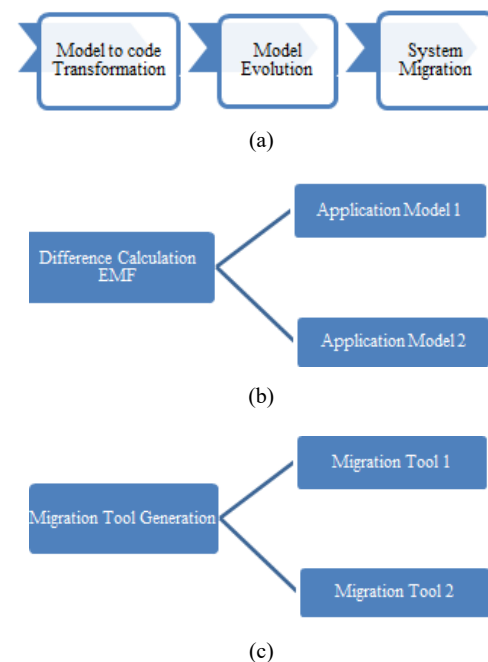 Model to code
Transformation
Model
Evolution
System
Migration
(a)
Application Model 1
Difference Calculation
EMF
Application Model 2
(b)
Migration Tool 1
Migration Tool Generation
Migration Tool 2
(c)